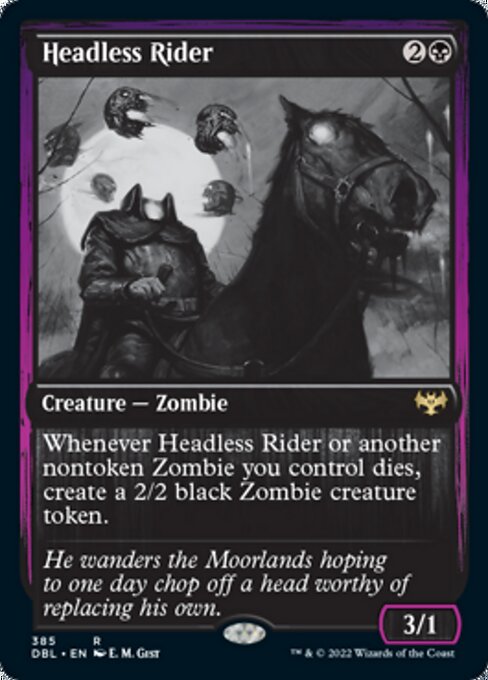 Headless Rider 2
Creature — Zombie
Whenever Headless Rider or another
nontoken Zombie you control dies,
create a 2/2 black Zombie creature
token.
He wanders the Moorlands hoping
to one day chop off a head worthy of
replacing his own.
3/1
385 R
DBL • EN E. M. Gist ™ & © 2022 Wizards of the Coast